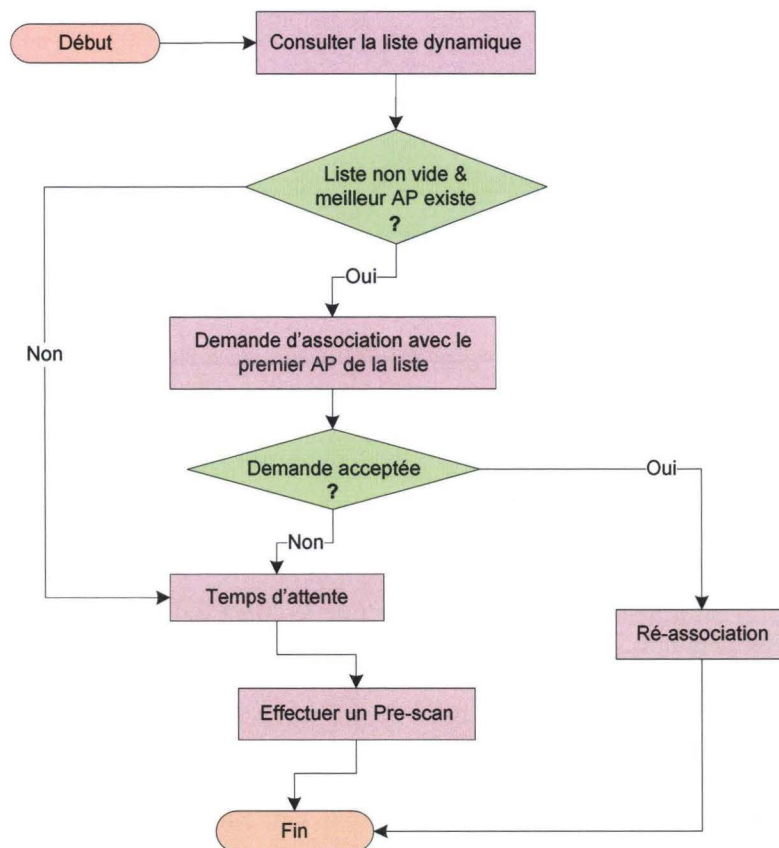 Début
Consulter la liste dynamique
Liste non vide &
meilleur AP existe
?
Oui
Demande d'association avec le
premier AP de la liste
Non
Demande acceptée
?
Oui
Non
Temps d'attente
Ré-association
Effectuer un Pre-scan
Fin